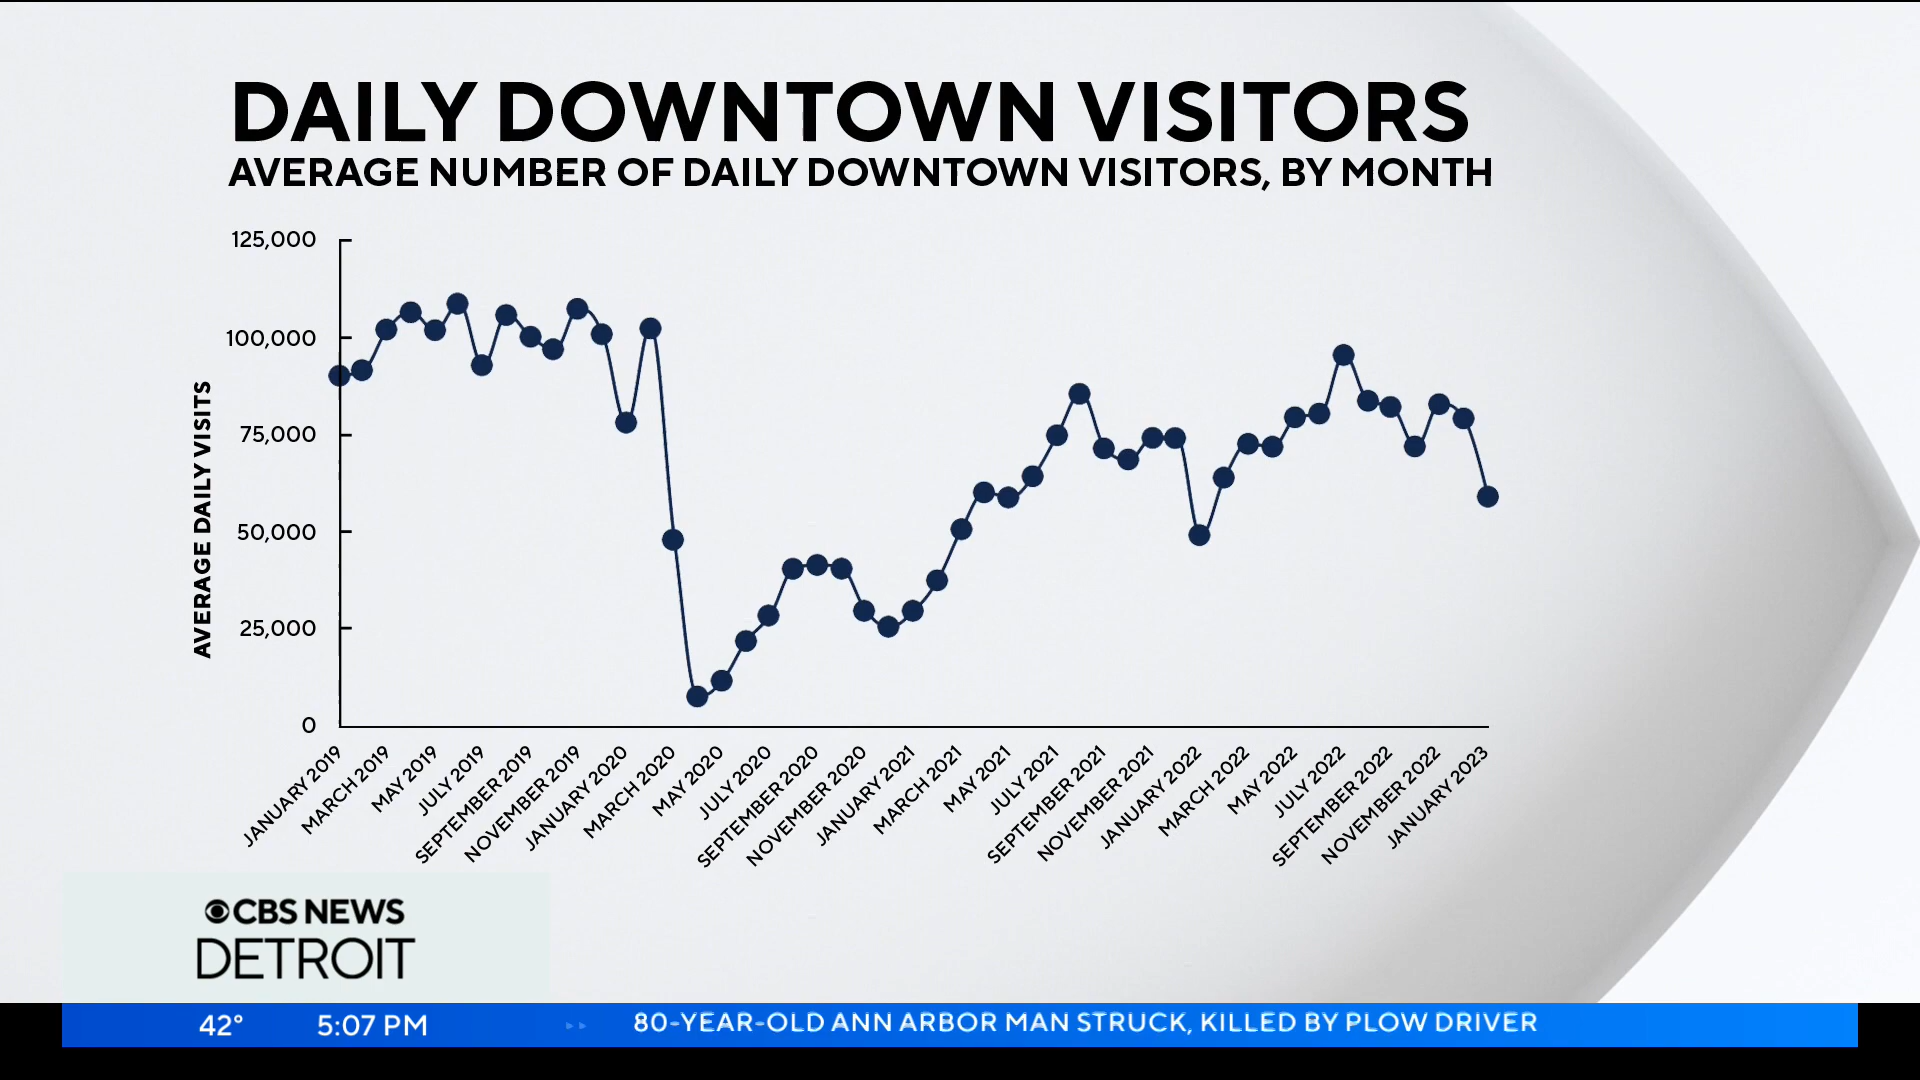 DAILY DOWNTOWN VISITORS
AVERAGE NUMBER OF DAILY DOWNTOWN VISITORS, BY MONTH
AVERAGE DAILY VISITS
125,000
100,000
75,000
50,000
25,000
0
JANUARY 2019
MARCH 2019
MAY 2019
JULY 2019
SEPTEMBER 2019
NOVEMBER 2019
JANUARY 2020
MARCH 2020
MAY 2020
JULY 2020
SEPTEMBER 2020
NOVEMBER 2020
JANUARY 2021
MARCH 2021
MAY 2021
JULY 2021
SEPTEMBER 2021
NOVEMBER 2021
JANUARY 2022
MARCH 2022
MAY 2022
JULY 2022
SEPTEMBER 2022
NOVEMBER 2022
JANUARY 2023
CBS NEWS
DETROIT
42° 5:07 PM 80-YEAR-OLD ANN ARBOR MAN STRUCK, KILLED BY PLOW DRIVER